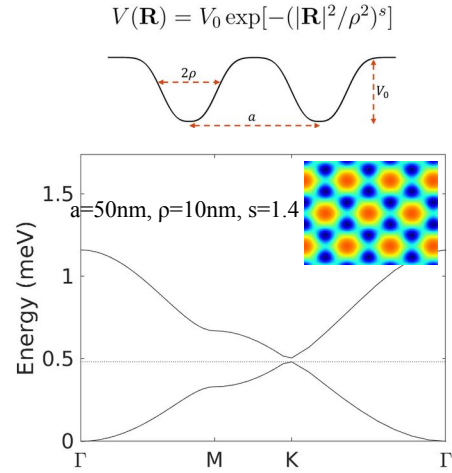 V(R) = V₀ exp[−(|R|²/ρ²)ˢ]
2ρ
V₀
a
1.5
a=50nm, ρ=10nm, s=1.4
1
0.5
0
Energy (meV)
Γ M K Γ